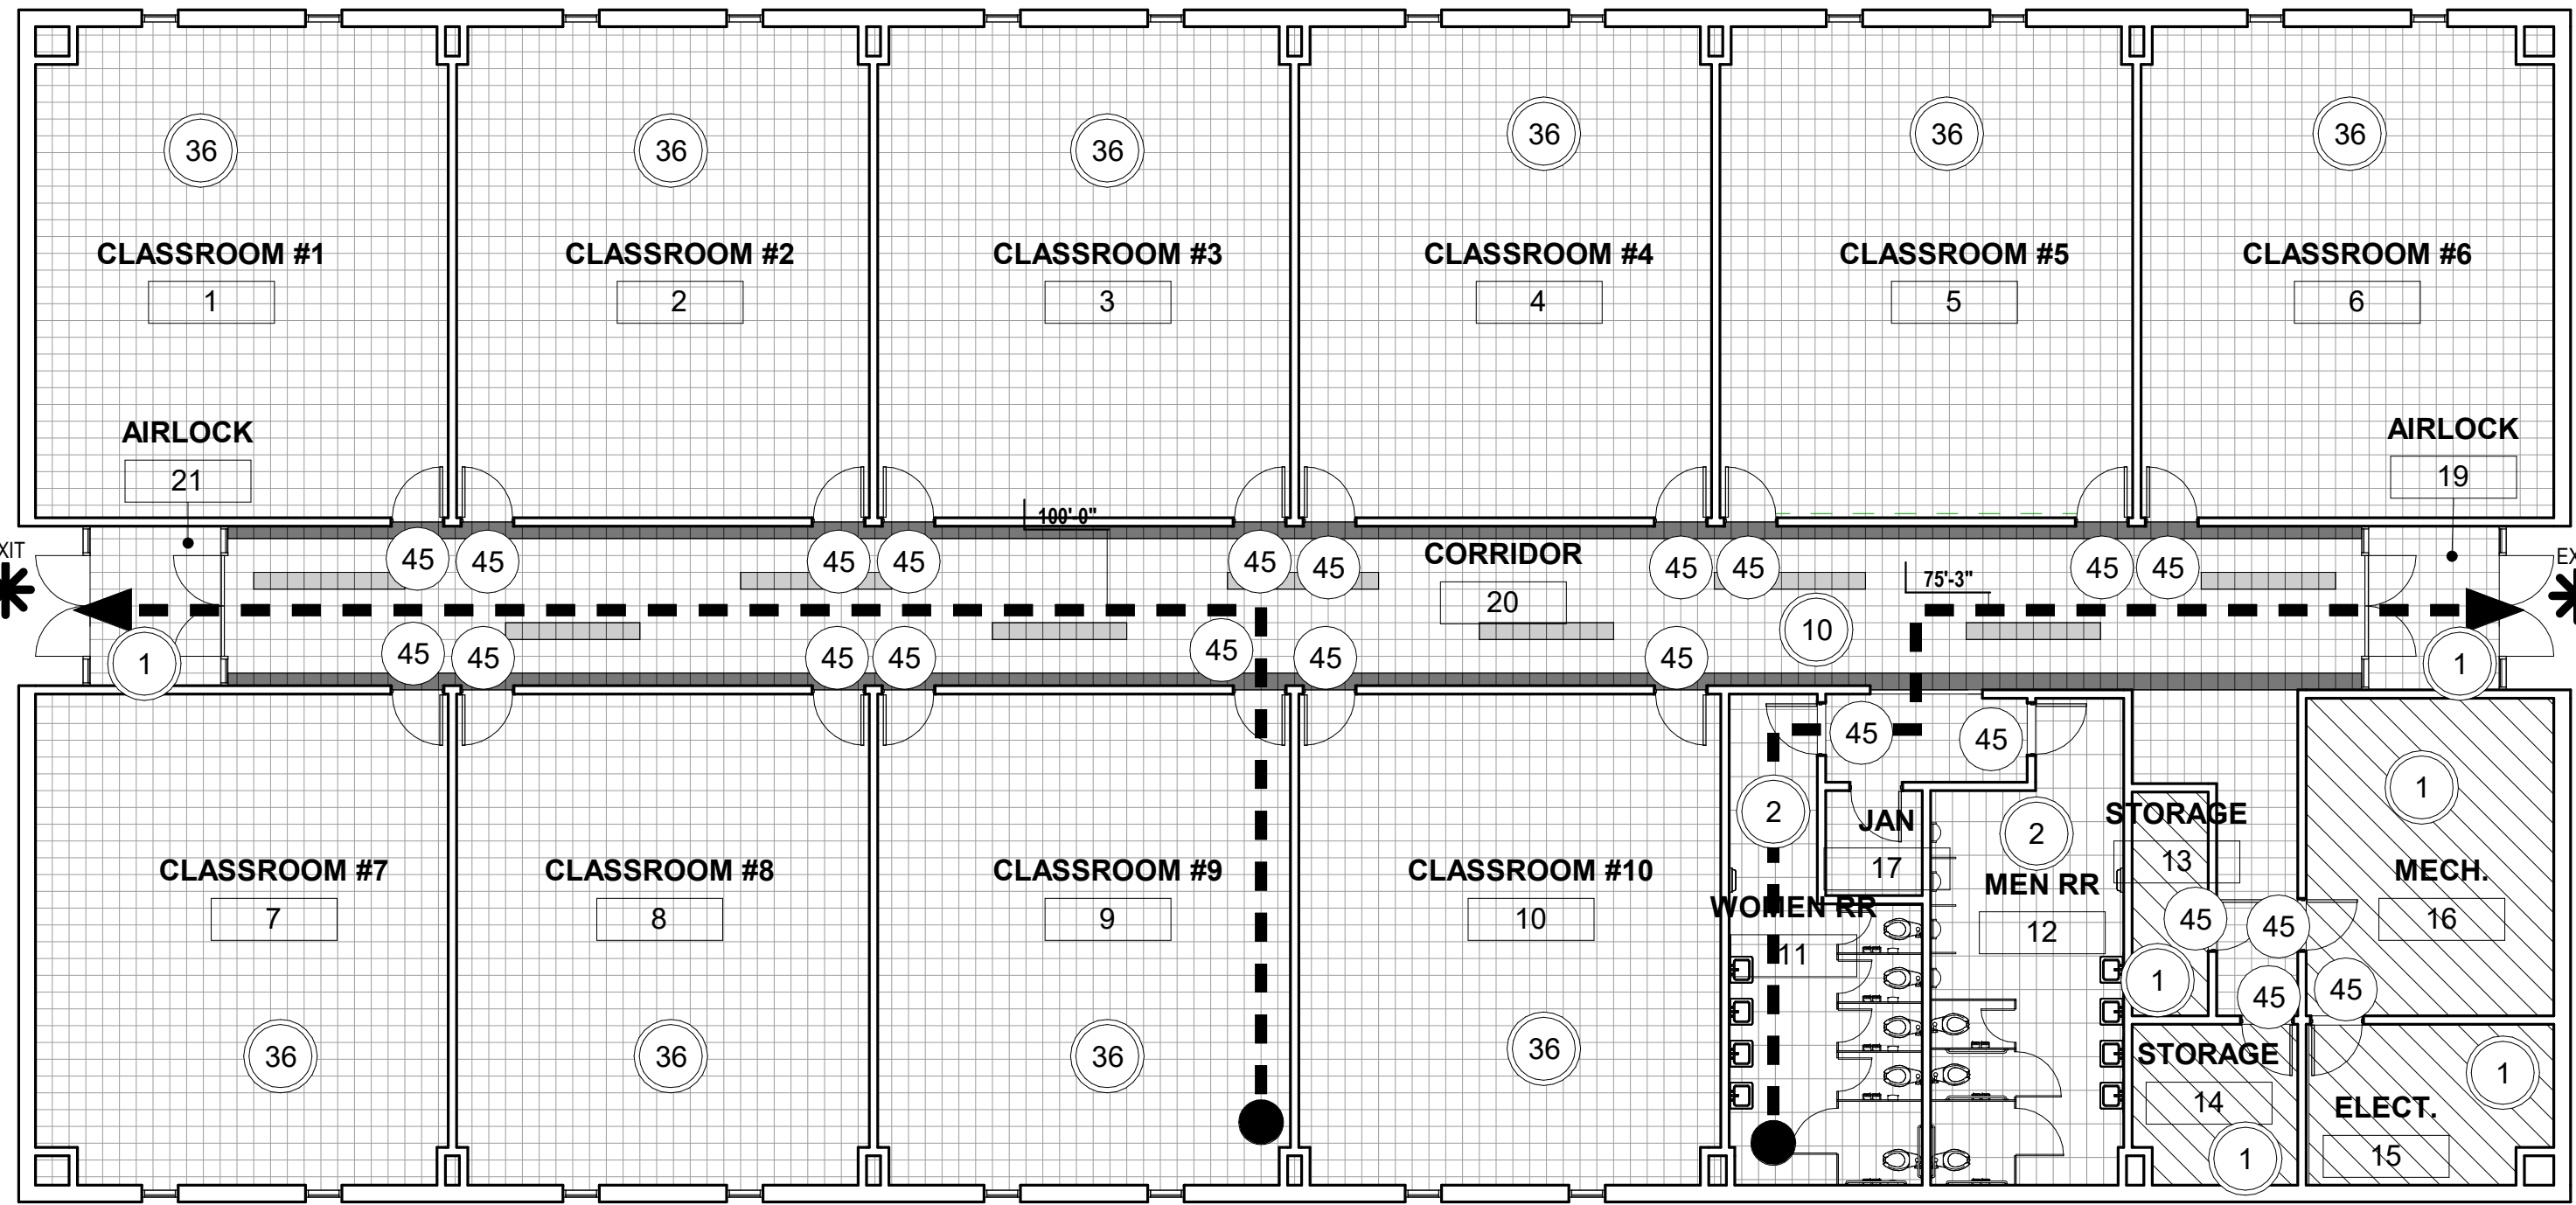 36
36
36
36
36
36
CLASSROOM #1
CLASSROOM #2
CLASSROOM #3
CLASSROOM #4
CLASSROOM #5
CLASSROOM #6
1
2
3
4
5
6
AIRLOCK
21
AIRLOCK
19
100'-0"
XIT
45
45
45
45
45
45
CORRIDOR
20
45
45
75'-3"
45
45
EX
1
45
45
45
45
45
45
45
10
1
45
45
2
JAN
17
2
STORAGE
13
1
MECH.
16
CLASSROOM #7
7
CLASSROOM #8
8
CLASSROOM #9
9
CLASSROOM #10
10
WOMEN RR
11
MEN RR
12
45
45
1
45
45
36
36
36
36
STORAGE
14
1
1
ELECT.
15